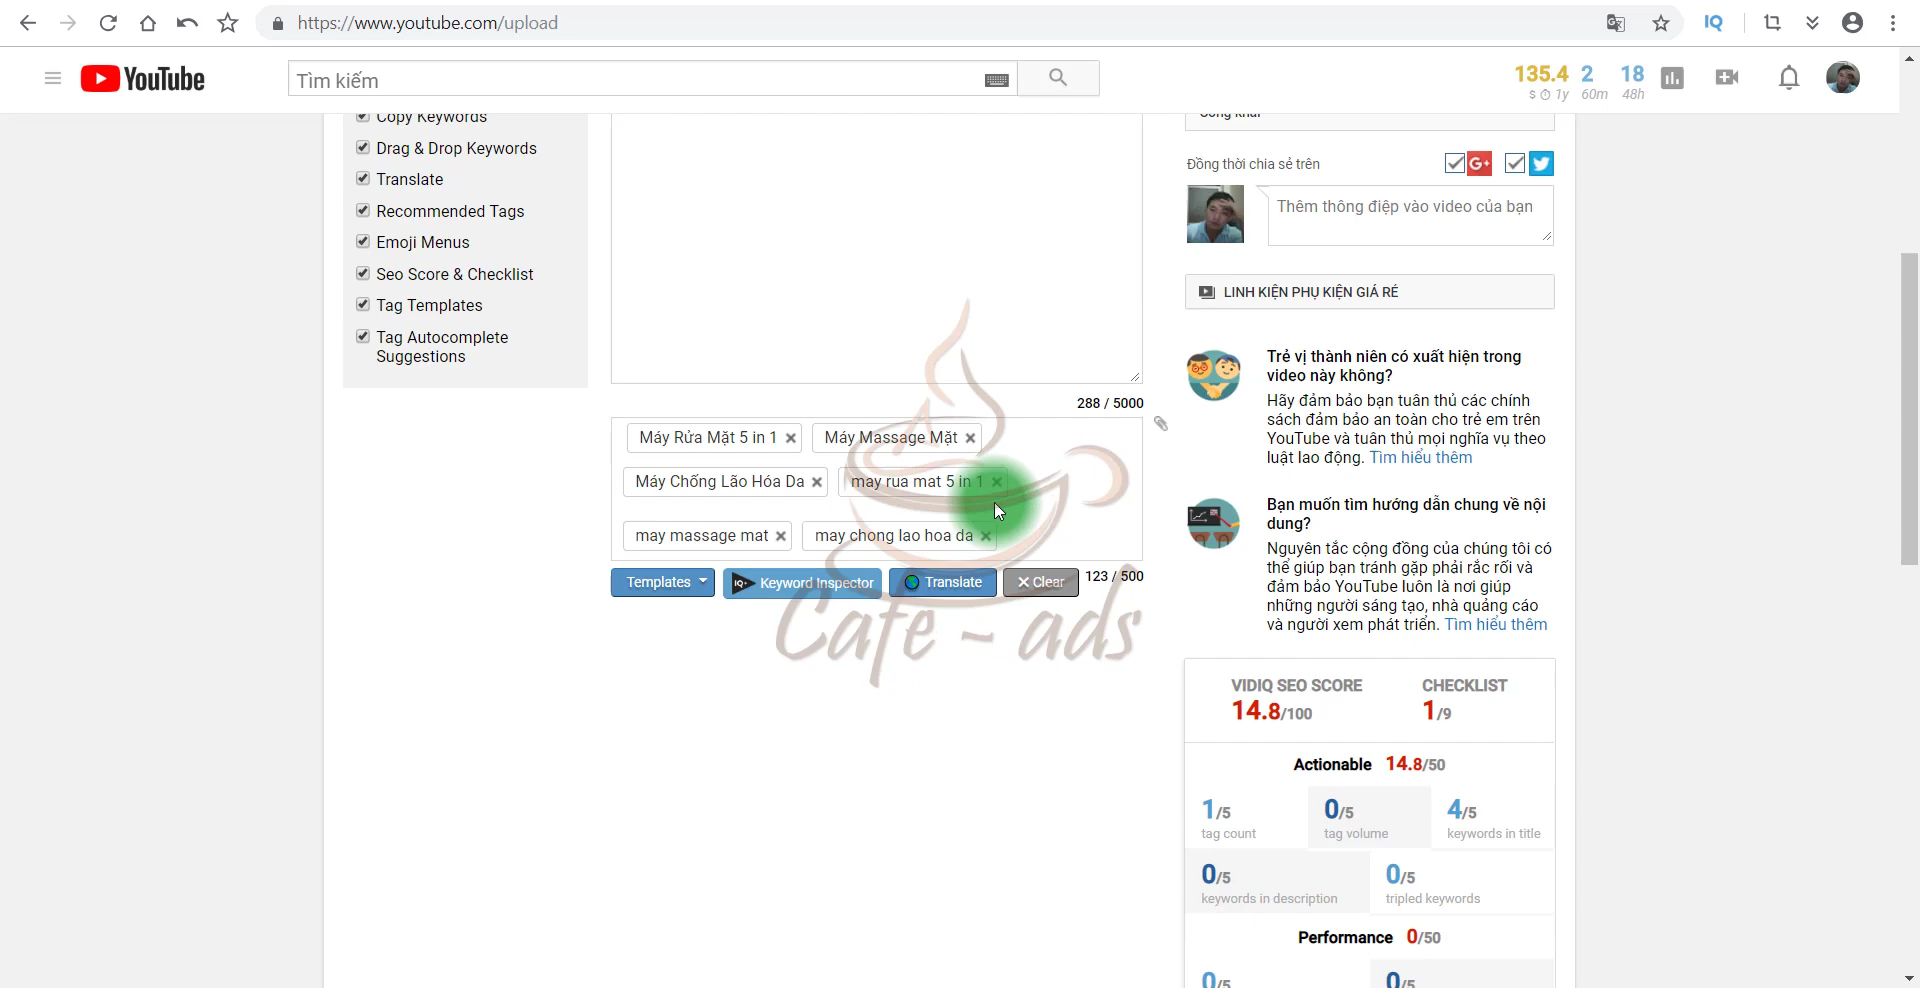 https://www.youtube.com/upload
IQ
YouTube
Tìm kiếm
135.4 2 18
$ 1y 60m 48h
Copy Keywords
Drag & Drop Keywords
Translate
Recommended Tags
Emoji Menus
Seo Score & Checklist
Tag Templates
Tag Autocomplete
Suggestions
288 / 5000
Máy Rửa Mặt 5 in 1
Máy Massage Mặt
Máy Chống Lão Hóa Da
may rua mat 5 in 1
may massage mat
may chong lao hoa da
Templates
IQ Keyword Inspector
Translate
Clear
123 / 500
Cafe - ads
Công khai
Đồng thời chia sẻ trên
G+
Thêm thông điệp vào video của bạn
LINH KIỆN PHỤ KIỆN GIÁ RẺ
Trẻ vị thành niên có xuất hiện trong
video này không?
Hãy đảm bảo bạn tuân thủ các chính
sách đảm bảo an toàn cho trẻ em trên
YouTube và tuân thủ mọi nghĩa vụ theo
luật lao động. Tìm hiểu thêm
Bạn muốn tìm hướng dẫn chung về nội
dung?
Nguyên tắc cộng đồng của chúng tôi có
thể giúp bạn tránh gặp phải rắc rối và
đảm bảo YouTube luôn là nơi giúp
những người sáng tạo, nhà quảng cáo
và người xem phát triển. Tìm hiểu thêm
VIDIQ SEO SCORE
14.8/100
CHECKLIST
1/9
Actionable 14.8/50
1/5
tag count
0/5
tag volume
4/5
keywords in title
0/5
keywords in description
0/5
tripled keywords
Performance 0/50
0/5
0/5